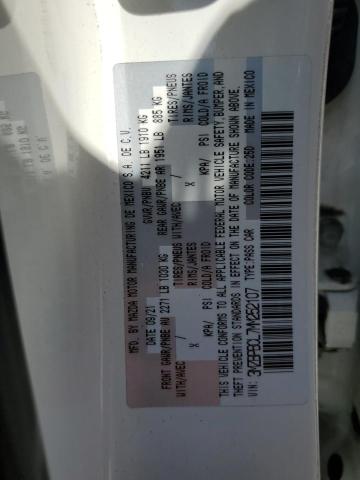 MFD. BY MAZDA MOTOR MANUFACTURING DE MEXICO S.A. DE C.V.
DATE 09/21 GVWR/PNBV 4211 LB 1910 KG
FRONT GAWR/PNBE AV 2271 LB 1030 KG REAR GAWR/PNBE AR 1951 LB 885 KG
TIRES/PNEUS TIRES/PNEUS
WITH/AVEC X RIMS/JANTES WITH/AVEC X RIMS/JANTES
KPA/ PSI COLD/A FROID KPA/ PSI COLD/A FROID
THIS VEHICLE CONFORMS TO ALL APPLICABLE FEDERAL MOTOR VEHICLE SAFETY, BUMPER, AND
THEFT PREVENTION STANDARDS IN EFFECT ON THE DATE OF MANUFACTURE SHOWN ABOVE.
COLOR CODE: 25D MADE IN MEXICO
VIN: TYPE: PASS CAR